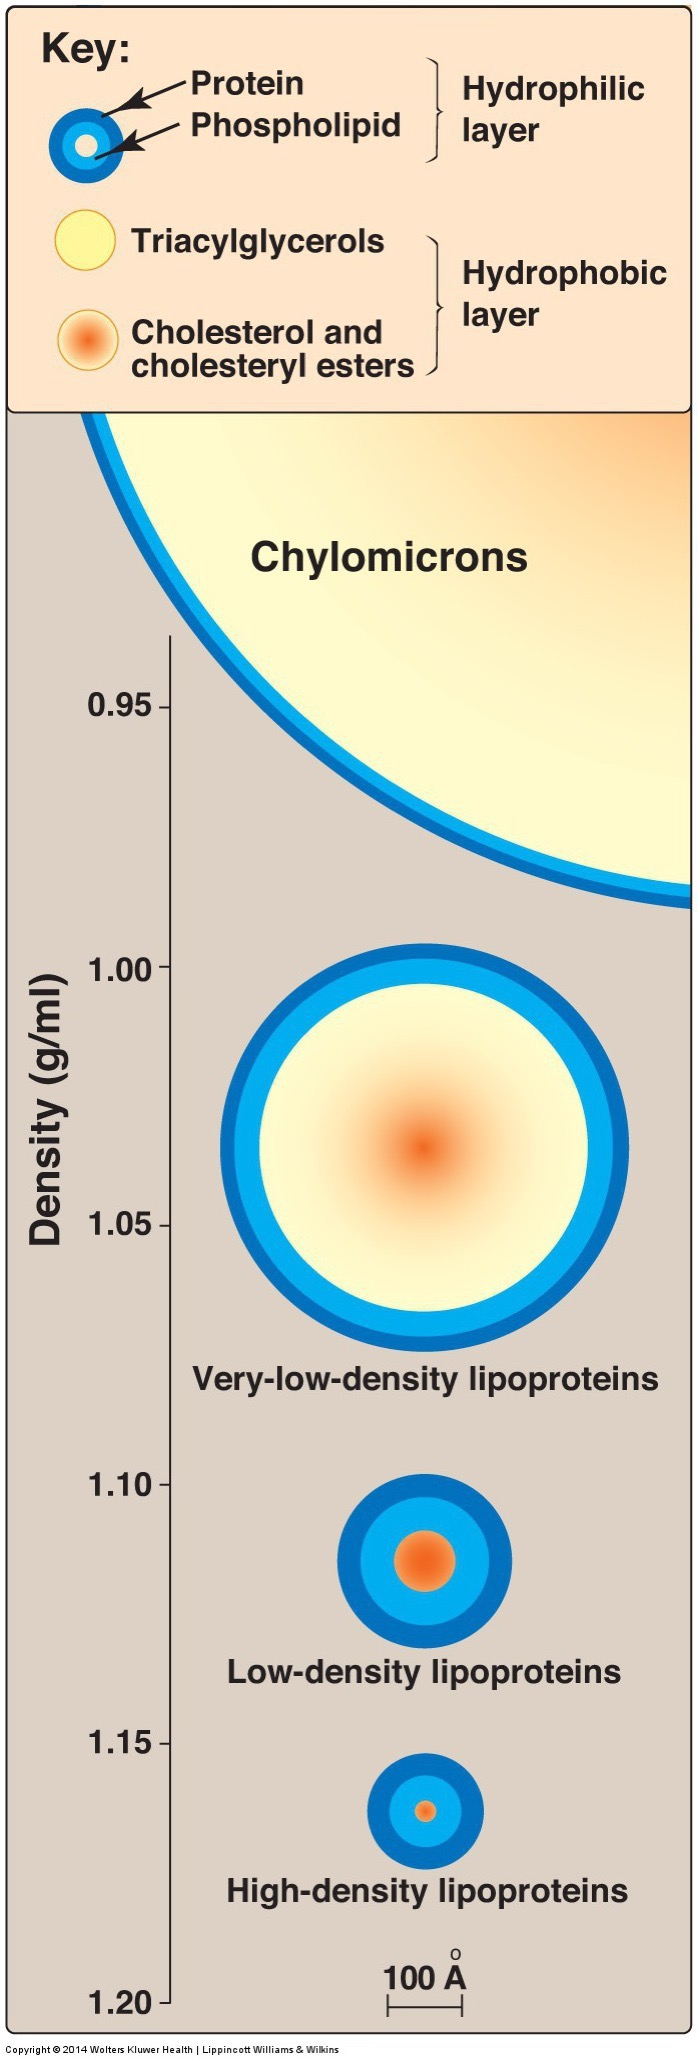 Key:
Protein
Phospholipid
Hydrophilic
layer
Triacylglycerols
Cholesterol and
cholesteryl esters
Hydrophobic
layer
Chylomicrons
0.95
1.00
Density (g/ml)
1.05
Very-low-density lipoproteins
1.10
Low-density lipoproteins
1.15
High-density lipoproteins
100 Å
1.20
Copyright © 2014 Wolters Kluwer Health | Lippincott Williams & Wilkins